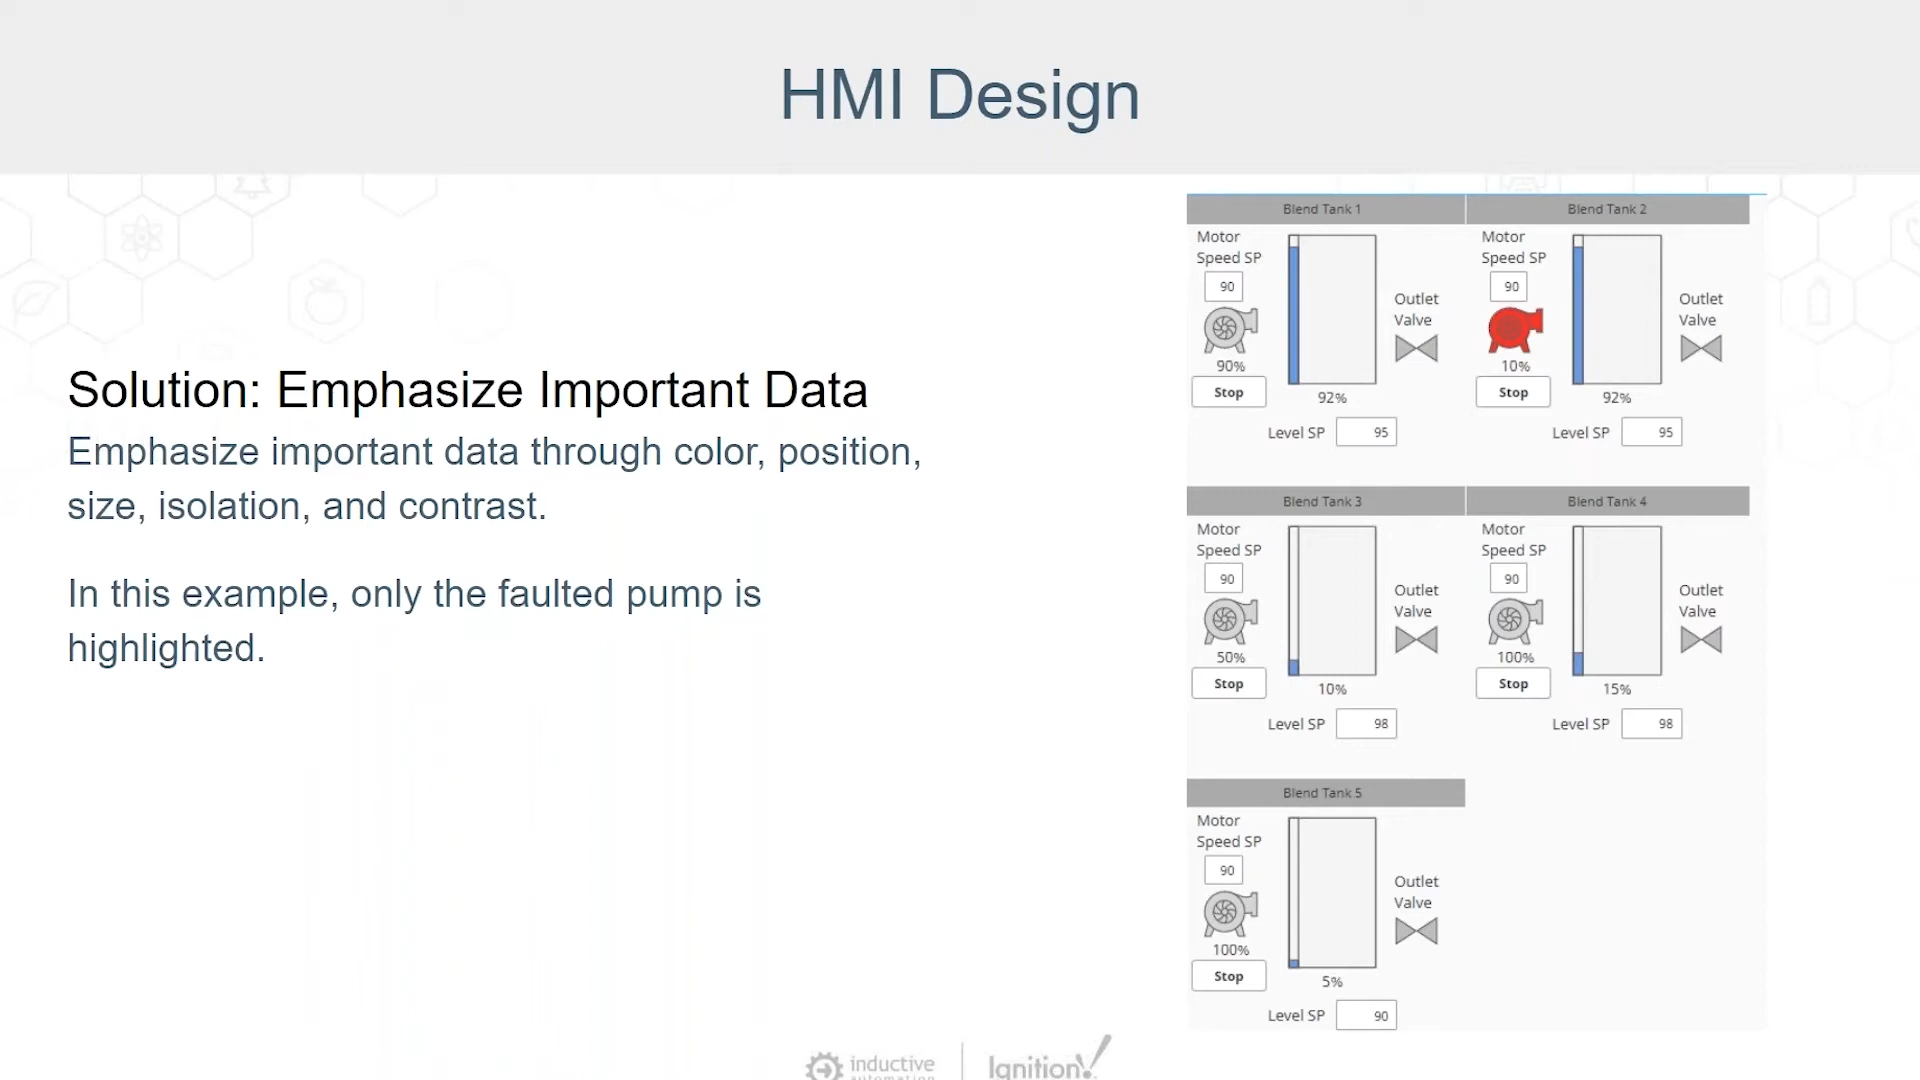 HMI Design
Solution: Emphasize Important Data
Emphasize important data through color, position,
size, isolation, and contrast.
In this example, only the faulted pump is
highlighted.
Blend Tank 1
Motor
Speed SP
90
90%
Stop
Outlet
Valve
92%
Level SP 95
Blend Tank 2
Motor
Speed SP
90
10%
Stop
Outlet
Valve
92%
Level SP 95
Blend Tank 3
Motor
Speed SP
90
50%
Stop
Outlet
Valve
10%
Level SP 98
Blend Tank 4
Motor
Speed SP
90
100%
Stop
Outlet
Valve
15%
Level SP 98
Blend Tank 5
Motor
Speed SP
90
100%
Stop
Outlet
Valve
5%
Level SP 90
inductive
automation
Ignition!